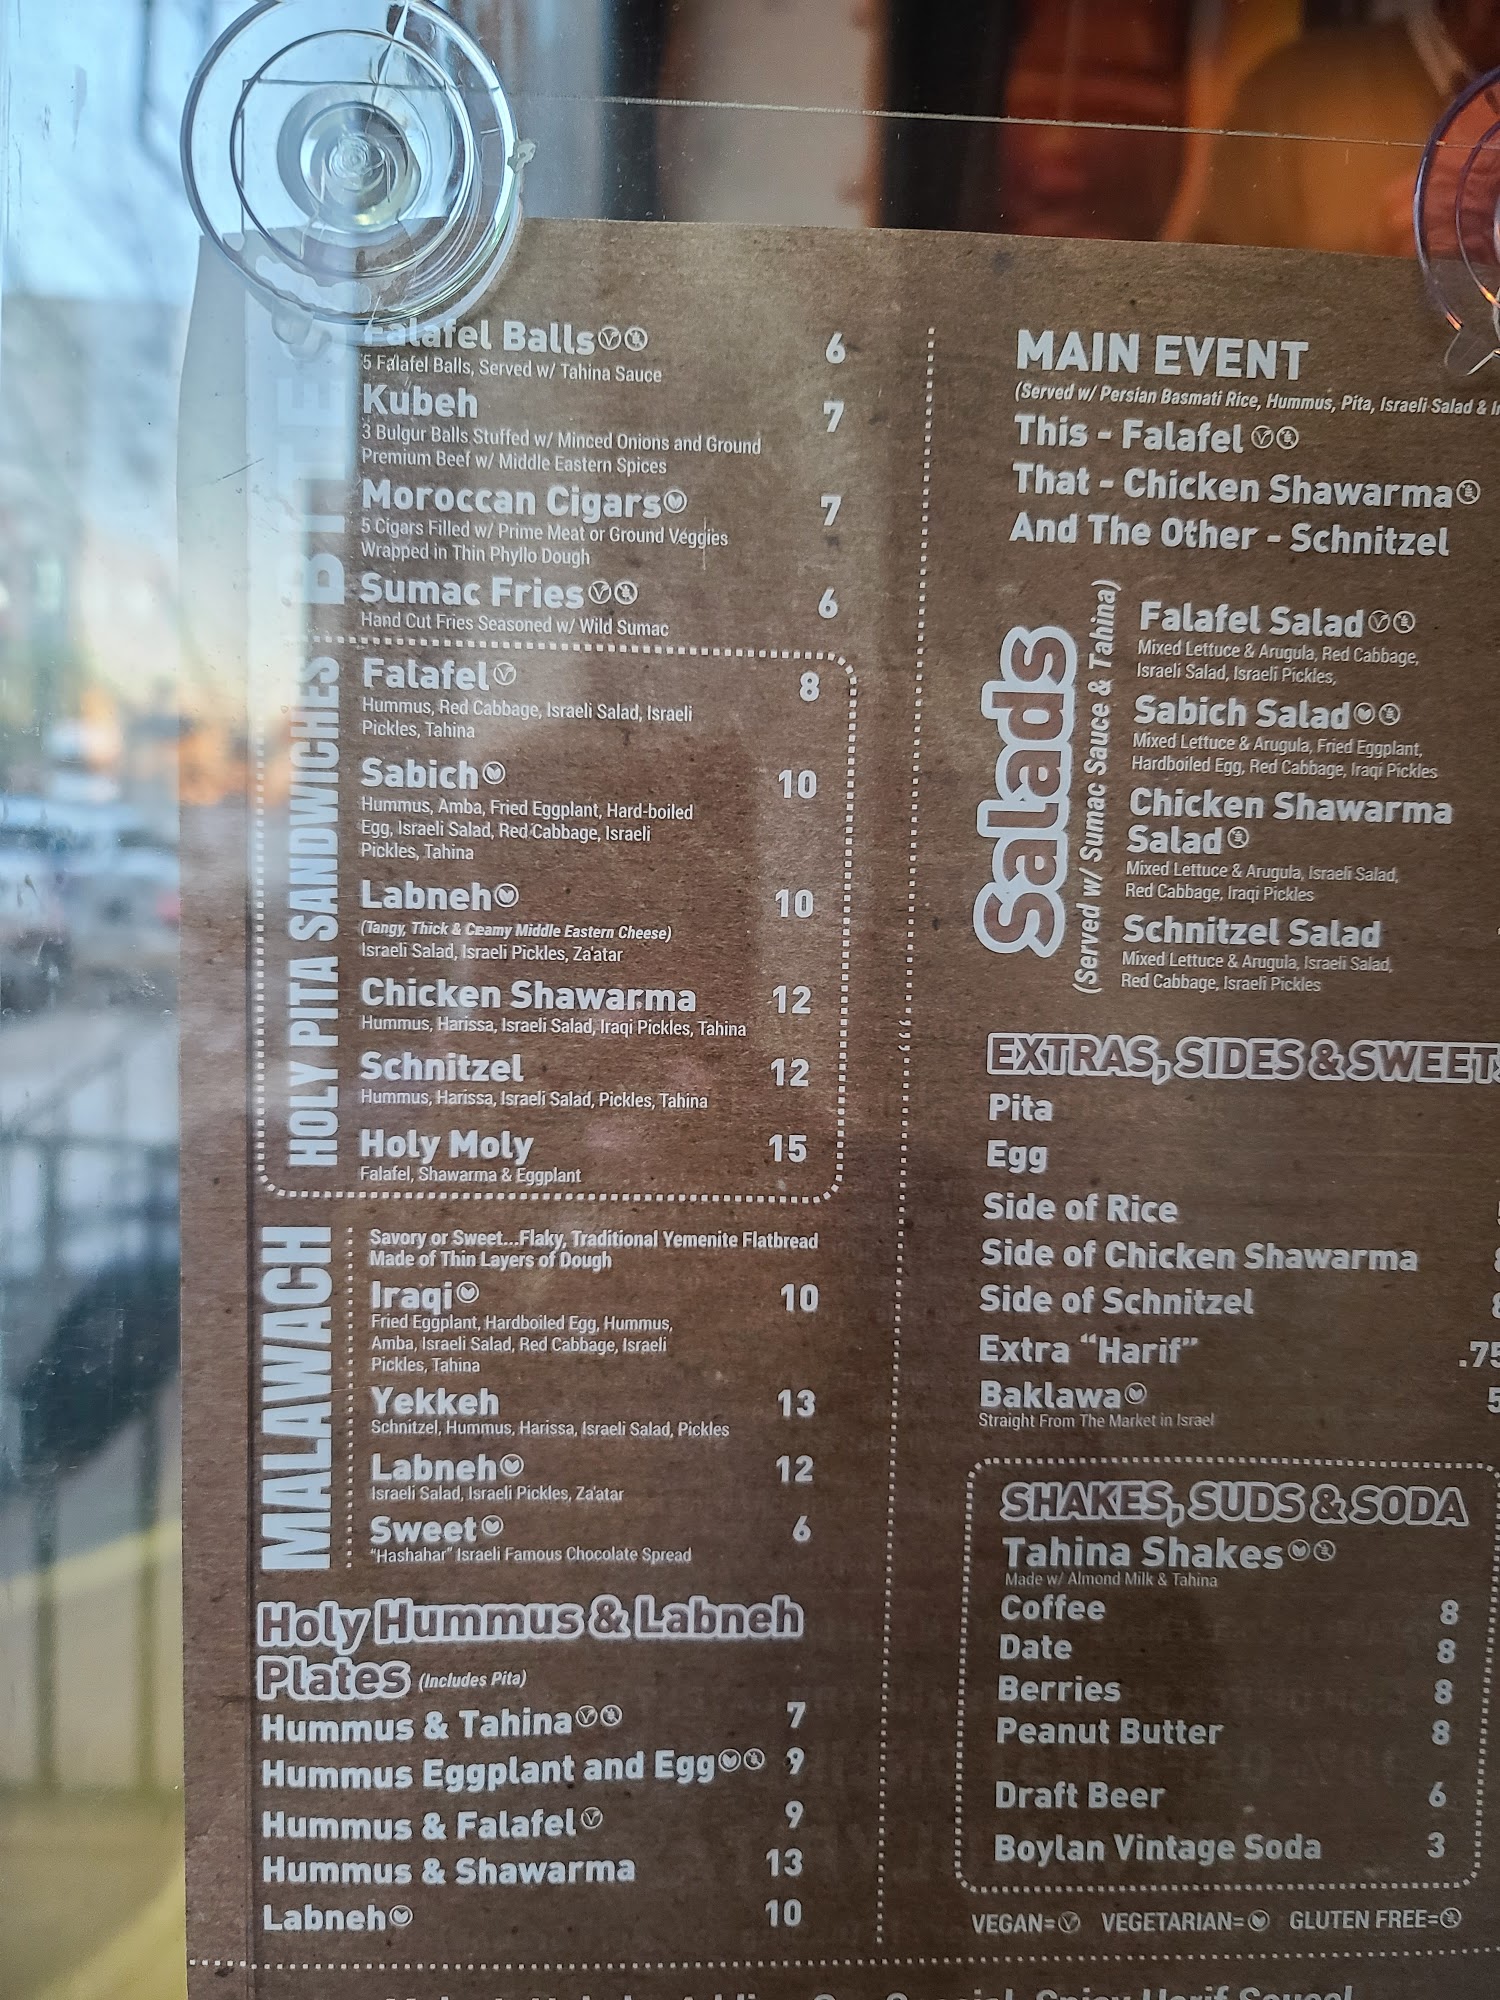 BITES
Falafel Balls 6
5 Falafel Balls, Served w/ Tahina Sauce
Kubeh 7
3 Bulgur Balls Stuffed w/ Minced Onions and Ground
Premium Beef w/ Middle Eastern Spices
Moroccan Cigars 7
5 Cigars Filled w/ Prime Meat or Ground Veggies
Wrapped in Thin Phyllo Dough
Sumac Fries 6
Hand Cut Fries Seasoned w/ Wild Sumac
HOLY PITA SANDWICHES
Falafel 8
Hummus, Red Cabbage, Israeli Salad, Israeli
Pickles, Tahina
Sabich 10
Hummus, Amba, Fried Eggplant, Hard-boiled
Egg, Israeli Salad, Red Cabbage, Israeli
Pickles, Tahina
Labneh 10
(Tangy, Thick & Creamy Middle Eastern Cheese)
Israeli Salad, Israeli Pickles, Za'atar
Chicken Shawarma 12
Hummus, Harissa, Israeli Salad, Iraqi Pickles, Tahina
Schnitzel 12
Hummus, Harissa, Israeli Salad, Pickles, Tahina
Holy Moly 15
Falafel, Shawarma & Eggplant
MALAWACH
Savory or Sweet...Flaky, Traditional Yemenite Flatbread
Made of Thin Layers of Dough
Iraqi 10
Fried Eggplant, Hardboiled Egg, Hummus,
Amba, Israeli Salad, Red Cabbage, Israeli
Pickles, Tahina
Yekkeh 13
Schnitzel, Hummus, Harissa, Israeli Salad, Pickles
Labneh 12
Israeli Salad, Israeli Pickles, Za'atar
Sweet 6
"Hashahar" Israeli Famous Chocolate Spread
Holy Hummus & Labneh
Plates (Includes Pita)
Hummus & Tahina 7
Hummus Eggplant and Egg 9
Hummus & Falafel 9
Hummus & Shawarma 13
Labneh 10
MAIN EVENT
(Served w/ Persian Basmati Rice, Hummus, Pita, Israeli Salad &
This - Falafel
That - Chicken Shawarma
And The Other - Schnitzel
Salads
(Served w/ Sumac Sauce & Tahina)
Falafel Salad
Mixed Lettuce & Arugula, Red Cabbage,
Israeli Salad, Israeli Pickles,
Sabich Salad
Mixed Lettuce & Arugula, Fried Eggplant,
Hardboiled Egg, Red Cabbage, Iraqi Pickles
Chicken Shawarma
Salad
Mixed Lettuce & Arugula, Israeli Salad,
Red Cabbage, Iraqi Pickles
Schnitzel Salad
Mixed Lettuce & Arugula, Israeli Salad,
Red Cabbage, Israeli Pickles
EXTRAS, SIDES & SWEETS
Pita
Egg
Side of Rice
Side of Chicken Shawarma
Side of Schnitzel
Extra "Harif" .75
Baklawa 5
Straight From The Market in Israel
SHAKES, SUDS & SODA
Tahina Shakes
Made w/ Almond Milk & Tahina
Coffee 8
Date 8
Berries 8
Peanut Butter 8
Draft Beer 6
Boylan Vintage Soda 3
VEGAN= VEGETARIAN= GLUTEN FREE=